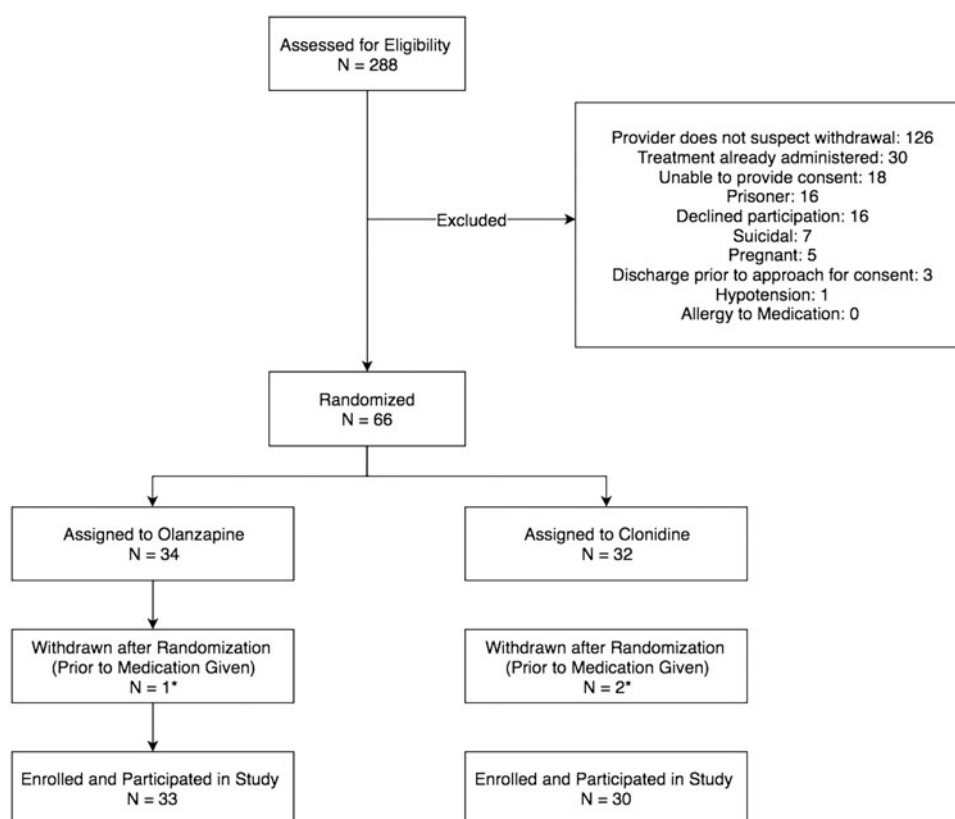 Assessed for Eligibility
N = 288
Provider does not suspect withdrawal: 126
Treatment already administered: 30
Unable to provide consent: 18
Prisoner: 16
Declined participation: 16
Suicidal: 7
Pregnant: 5
Discharge prior to approach for consent: 3
Hypotension: 1
Allergy to Medication: 0
Excluded
Randomized
N = 66
Assigned to Olanzapine
N = 34
Assigned to Clonidine
N = 32
Withdrawn after Randomization
(Prior to Medication Given)
N = 1*
Withdrawn after Randomization
(Prior to Medication Given)
N = 2*
Enrolled and Participated in Study
N = 33
Enrolled and Participated in Study
N = 30